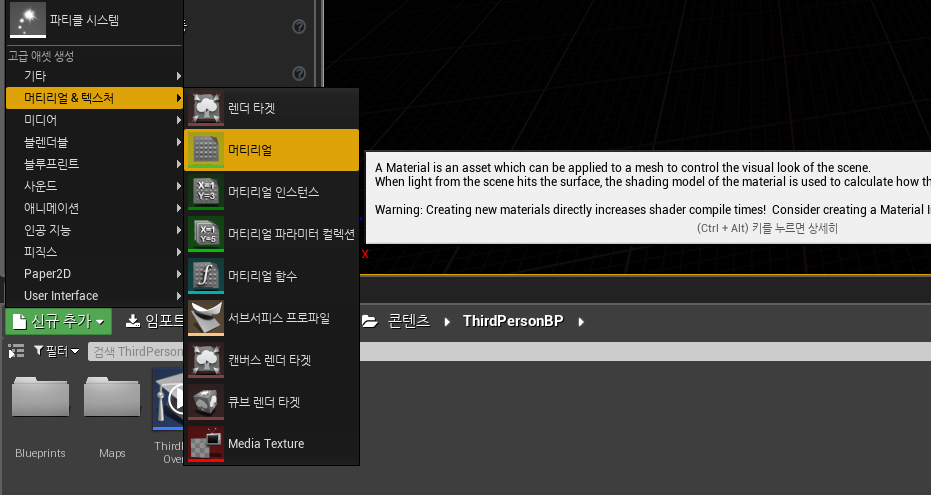 파티클 시스템
고급 애셋 생성
기타
머티리얼 & 텍스처
미디어
블렌더블
블루프린트
사운드
애니메이션
인공 지능
피직스
Paper2D
User Interface
렌더 타겟
머티리얼
머티리얼 인스턴스
머티리얼 파라미터 컬렉션
머티리얼 함수
서브서피스 프로파일
캔버스 렌더 타겟
큐브 렌더 타겟
Media Texture
A Material is an asset which can be applied to a mesh to control the visual look of the scene.
When light from the scene hits the surface, the shading model of the material is used to calculate how th
Warning: Creating new materials directly increases shader compile times! Consider creating a Material I
(Ctrl + Alt) 키를 누르면 상세히
X
신규 추가
임포트
콘텐츠
ThirdPersonBP
필터
검색 ThirdPerson
Blueprints
Maps
Third
Over